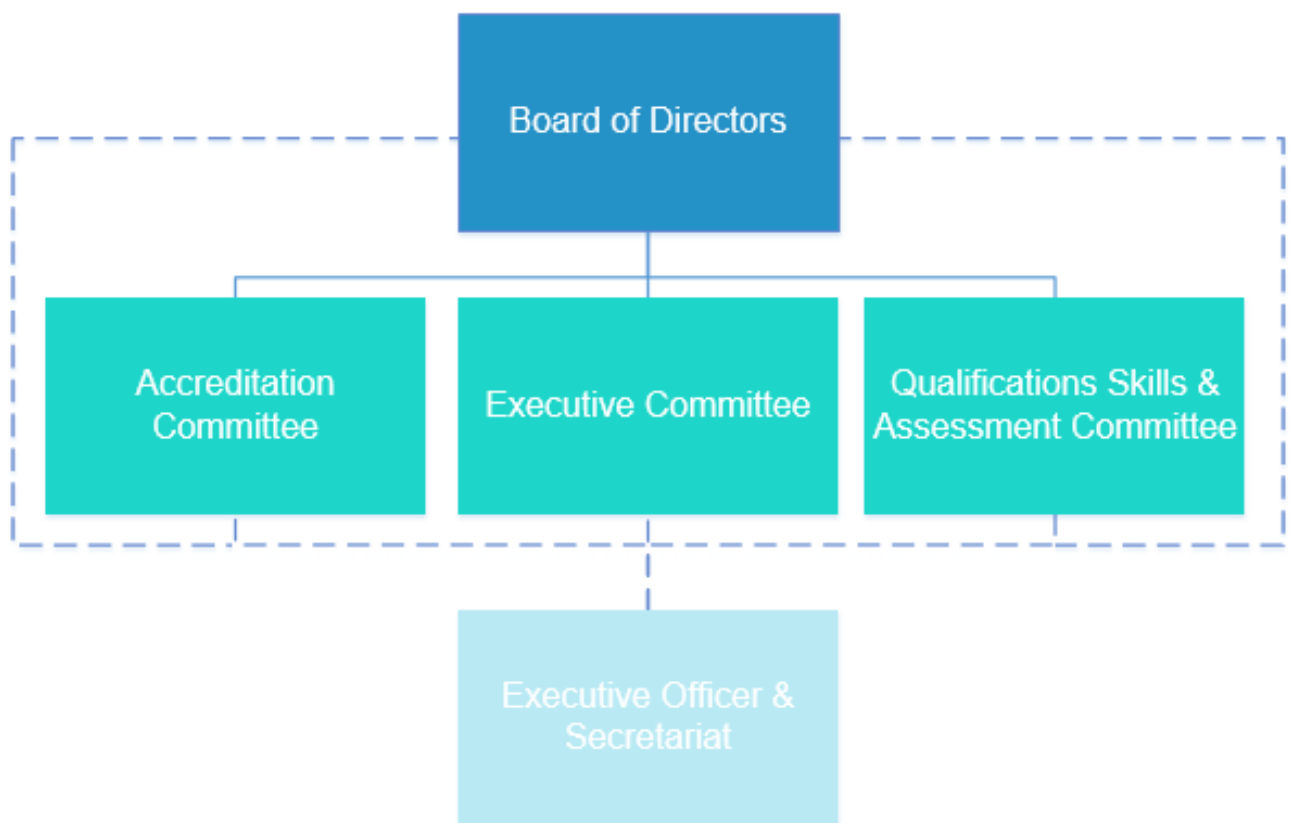 Board of Directors
Accreditation
Committee
Executive Committee
Qualifications Skills &
Assessment Committee
Executive Officer &
Secretariat